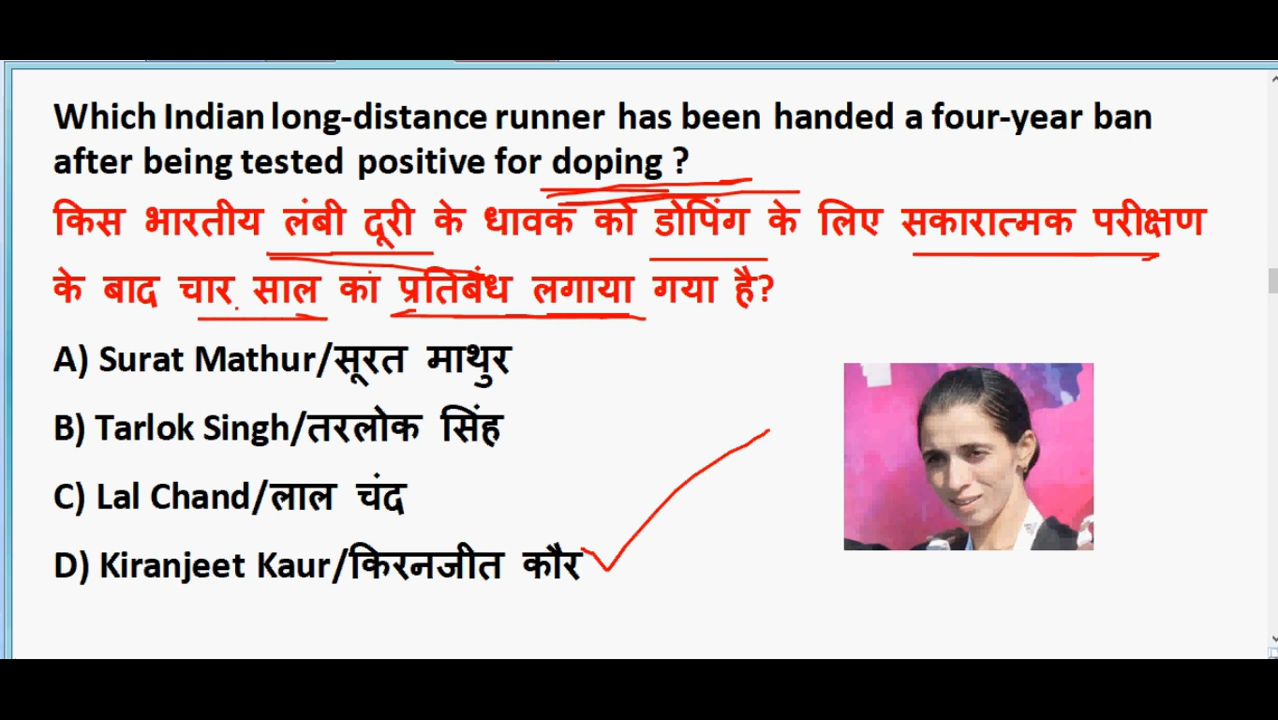 Which Indian long-distance runner has been handed a four-year ban
after being tested positive for doping ?
किस भारतीय लंबी दूरी के धावक को डोपिंग के लिए सकारात्मक परीक्षण
के बाद चार साल का प्रतिबंध लगाया गया है?
A) Surat Mathur/सूरत माथुर
B) Tarlok Singh/तरलोक सिंह
C) Lal Chand/लाल चंद
D) Kiranjeet Kaur/किरनजीत कौर